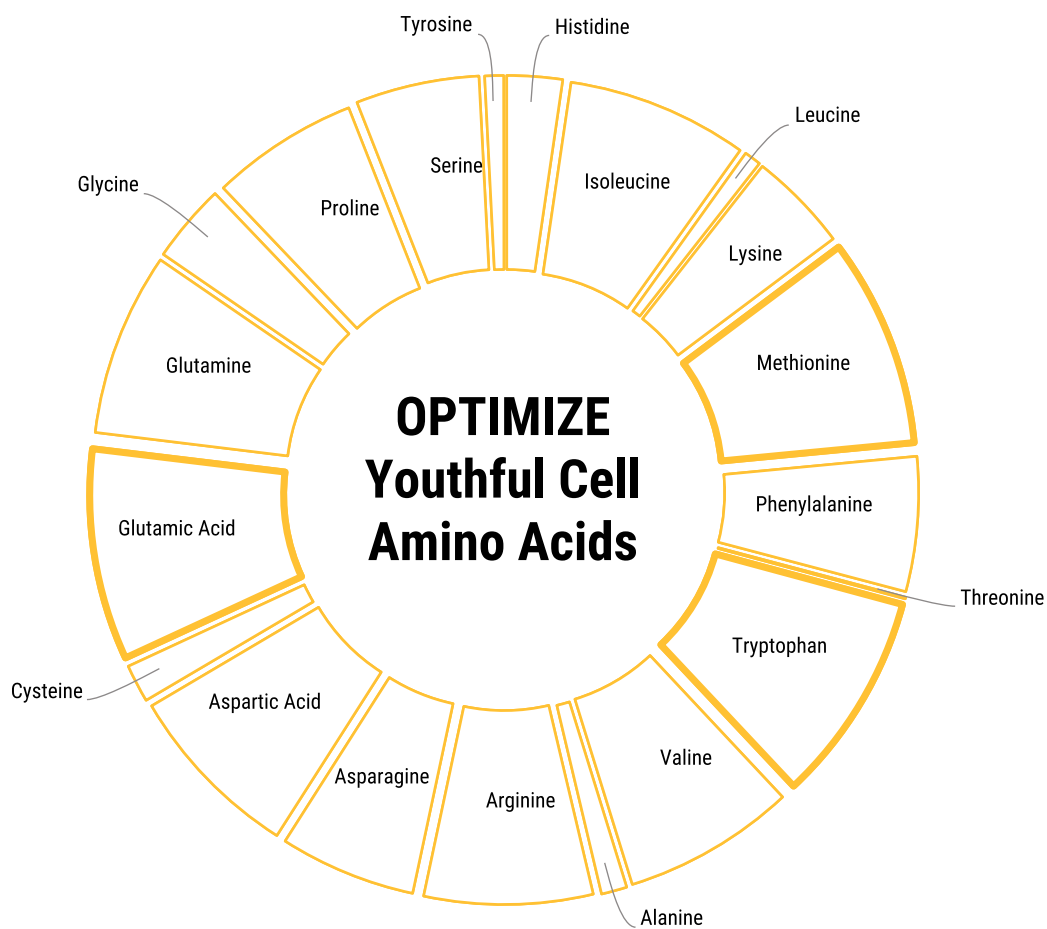 Tyrosine
Histidine
Leucine
Isoleucine
Serine
Glycine
Proline
Lysine
Glutamine
Methionine
OPTIMIZE
Youthful Cell
Amino Acids
Phenylalanine
Glutamic Acid
Threonine
Tryptophan
Cysteine
Aspartic Acid
Valine
Asparagine
Arginine
Alanine